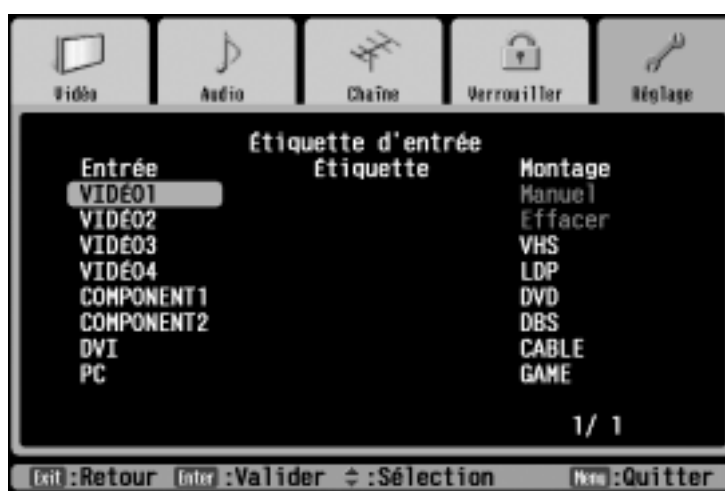 Vidéo Audio Chaîne Verrouiller Réglage
Étiquette d'entrée
Entrée Étiquette Montage
VIDÉO1 Manuel
VIDÉO2 Effacer
VIDÉO3 VHS
VIDÉO4 LDP
COMPONENT1 DVD
COMPONENT2 DBS
DVI CABLE
PC GAME
1/ 1
Exit :Retour Enter :Valider :Sélection Menu :Quitter